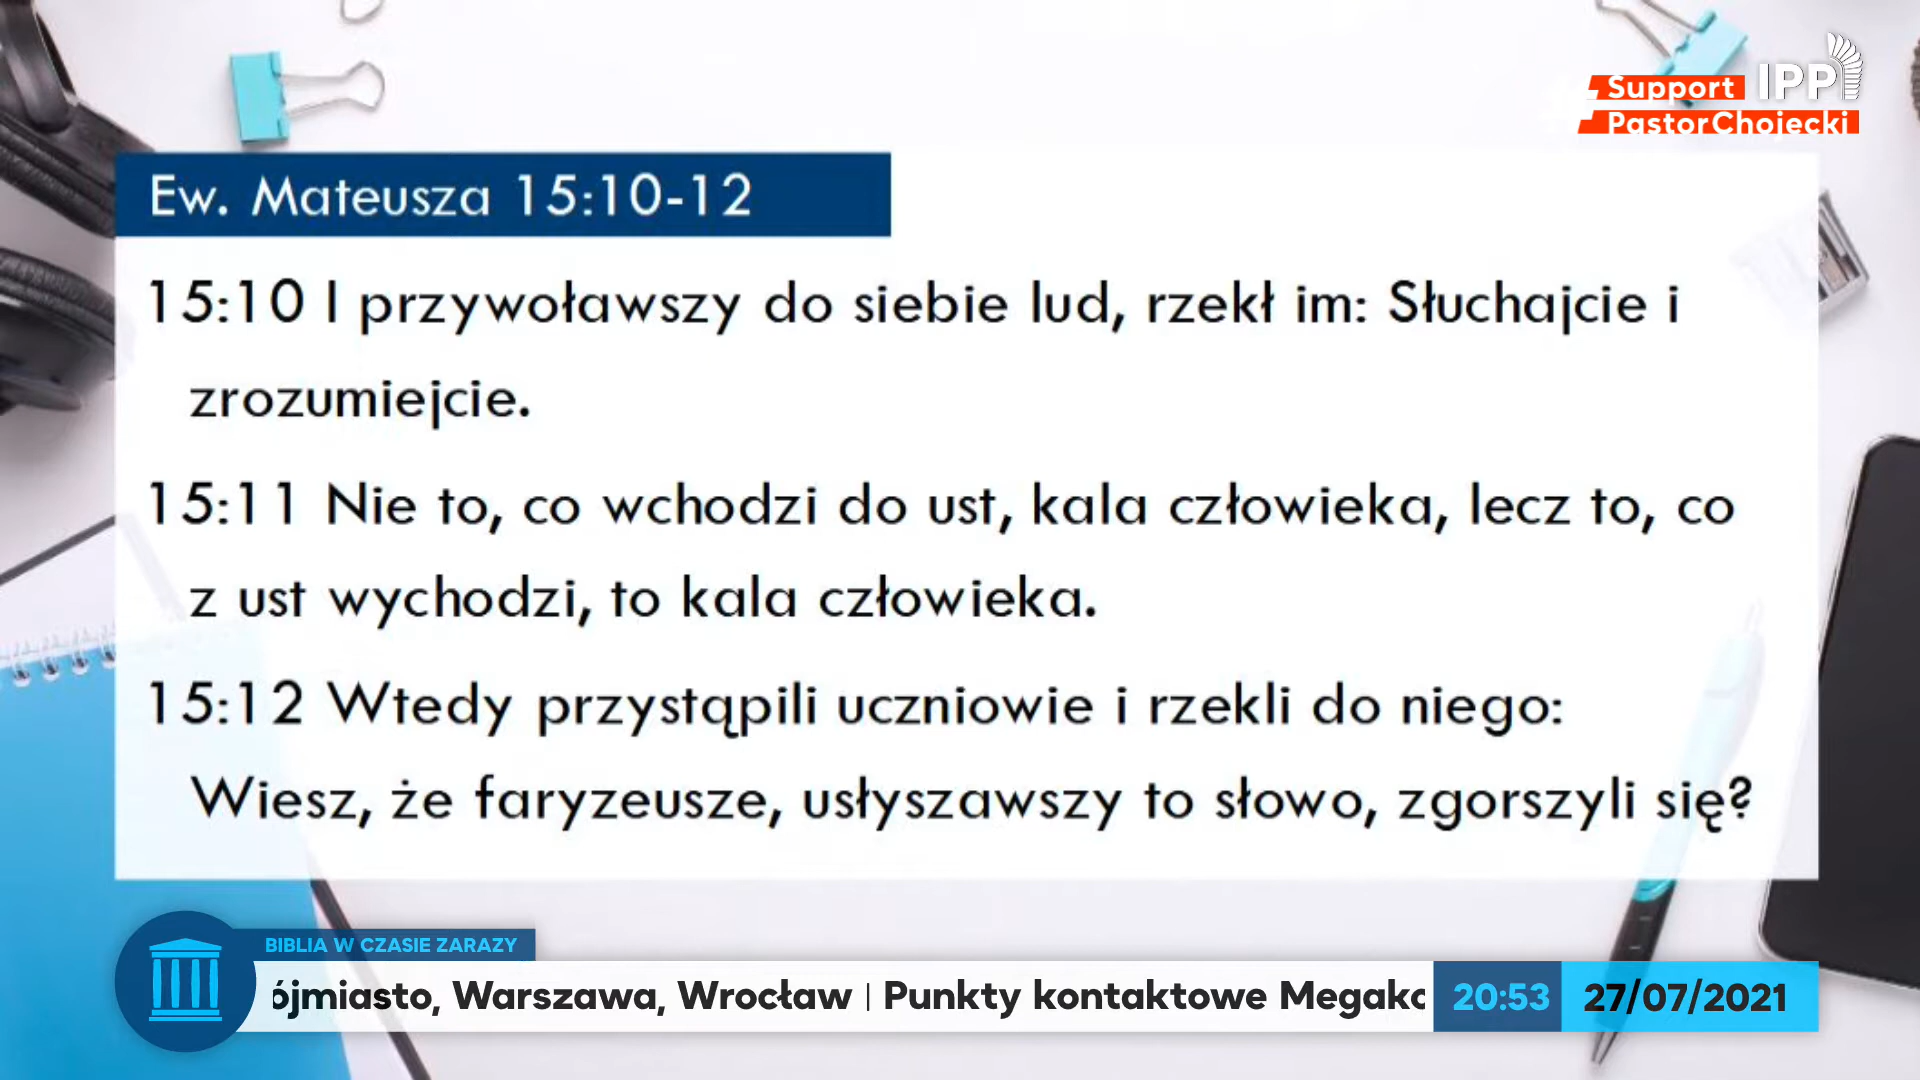 Support IPP
PastorChojecki
Ew. Mateusza 15:10-12
15:10 I przywoławszy do siebie lud, rzekł im: Słuchajcie i
zrozumiejcie.
15:11 Nie to, co wchodzi do ust, kala człowieka, lecz to, co
z ust wychodzi, to kala człowieka.
15:12 Wtedy przystąpili uczniowie i rzekli do niego:
Wiesz, że faryzeusze, usłyszawszy to słowo, zgorszyli się?
BIBLIA W CZASIE ZARAZY
ójmiasto, Warszawa, Wrocław | Punkty kontaktowe Megako 20:53 27/07/2021